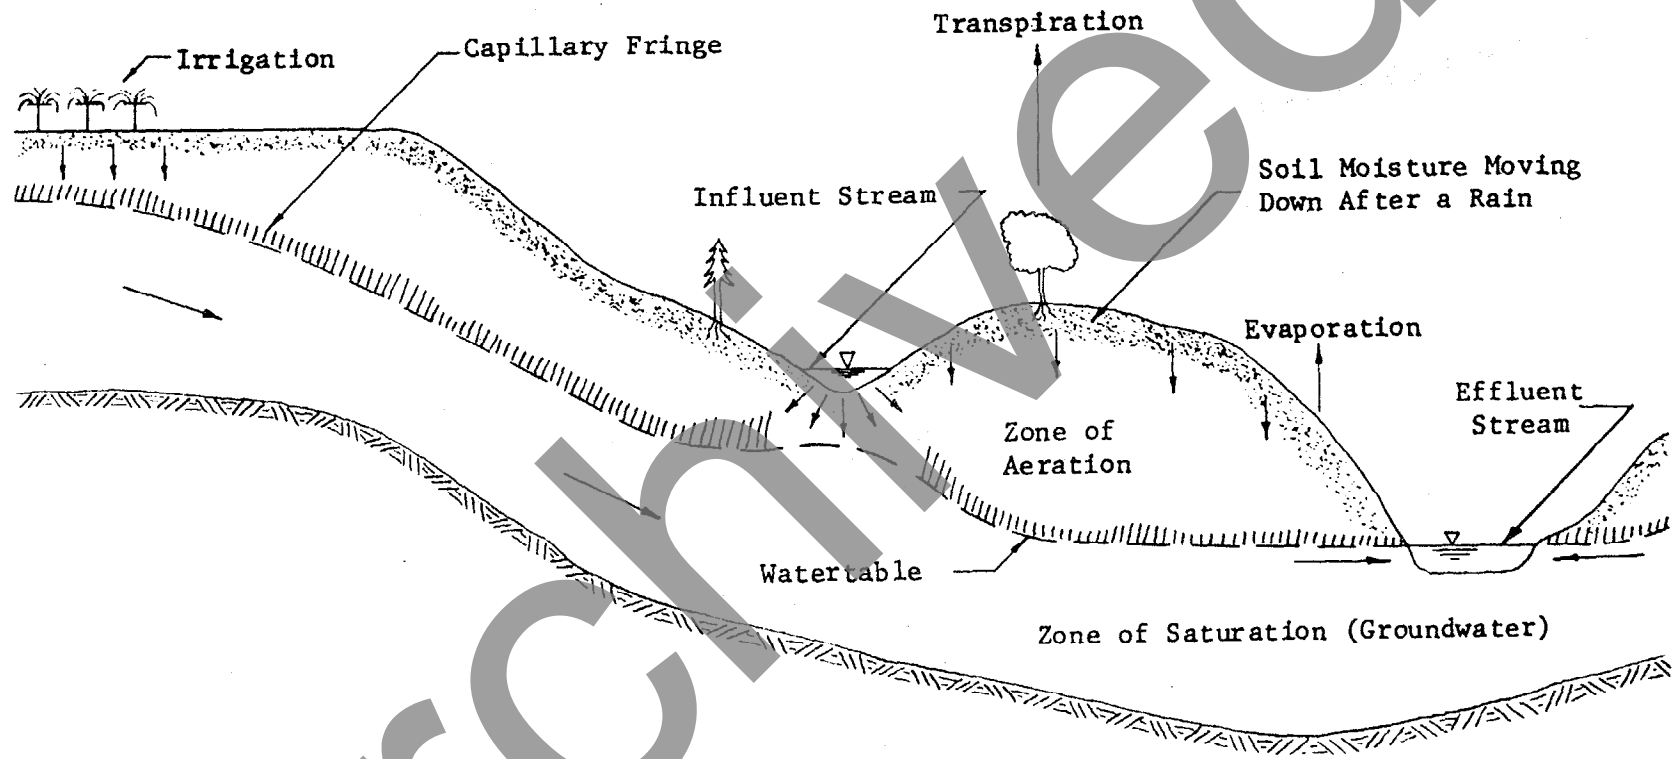 Transpiration
Irrigation
Capillary Fringe
Influent Stream
Soil Moisture Moving
Down After a Rain
Evaporation
Effluent
Stream
Zone of
Aeration
Watertable
Zone of Saturation (Groundwater)
rchived